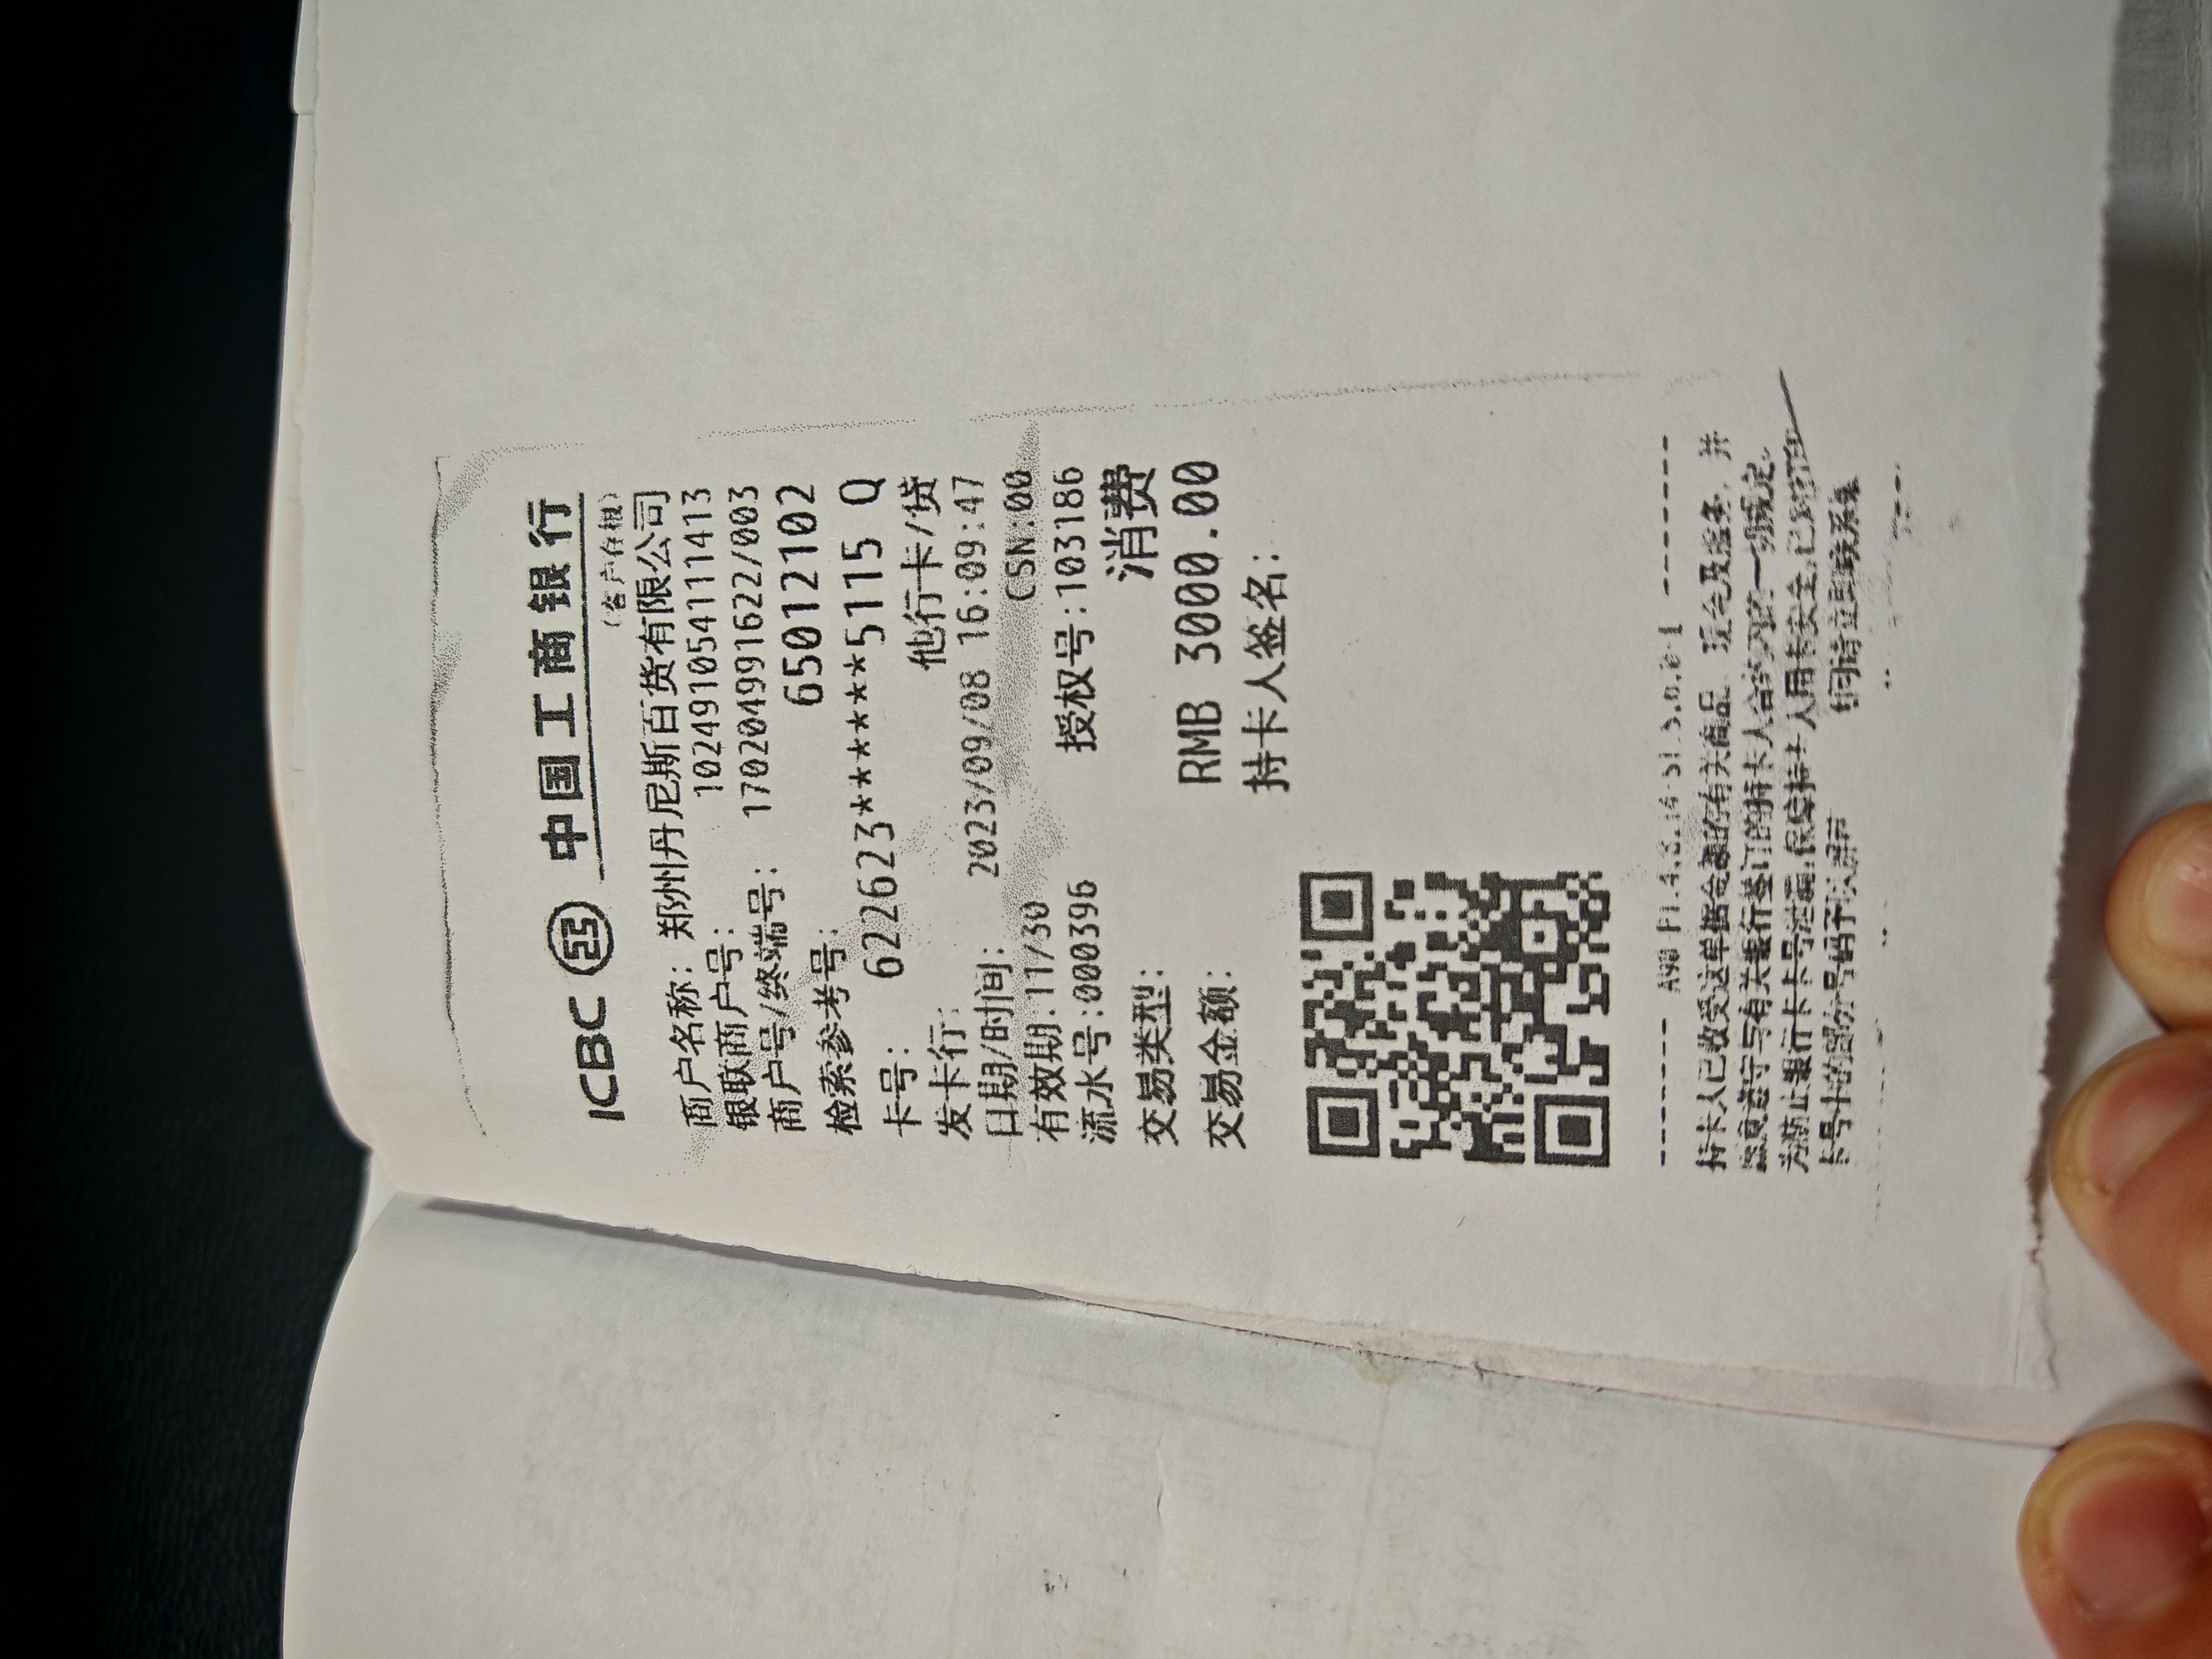 ICBC 中国工商银行
(客户存根)
商户名称: 郑州丹尼斯百货有限公司
银联商户号: 102491054111413
商户号/终端号: 170204991622/003
检索参考号: 65012102
卡号: 622623******5115 Q
发卡行: 他行卡/贷
日期/时间: 2023/09/08 16:09:47
有效期:11/30 CSN:00
流水号:000396 授权号:103186
交易类型: 消费
交易金额: RMB 3000.00
持卡人签名:
持卡人已收受这单据金额的有关商品、现金及服务，并
愿意遵守与有关银行签订的持卡人合约内的一切规定。
为防止银行卡卡号泄漏,保障持卡人用卡安全,已对打印
卡号中的部分号码予以屏 请立即联系